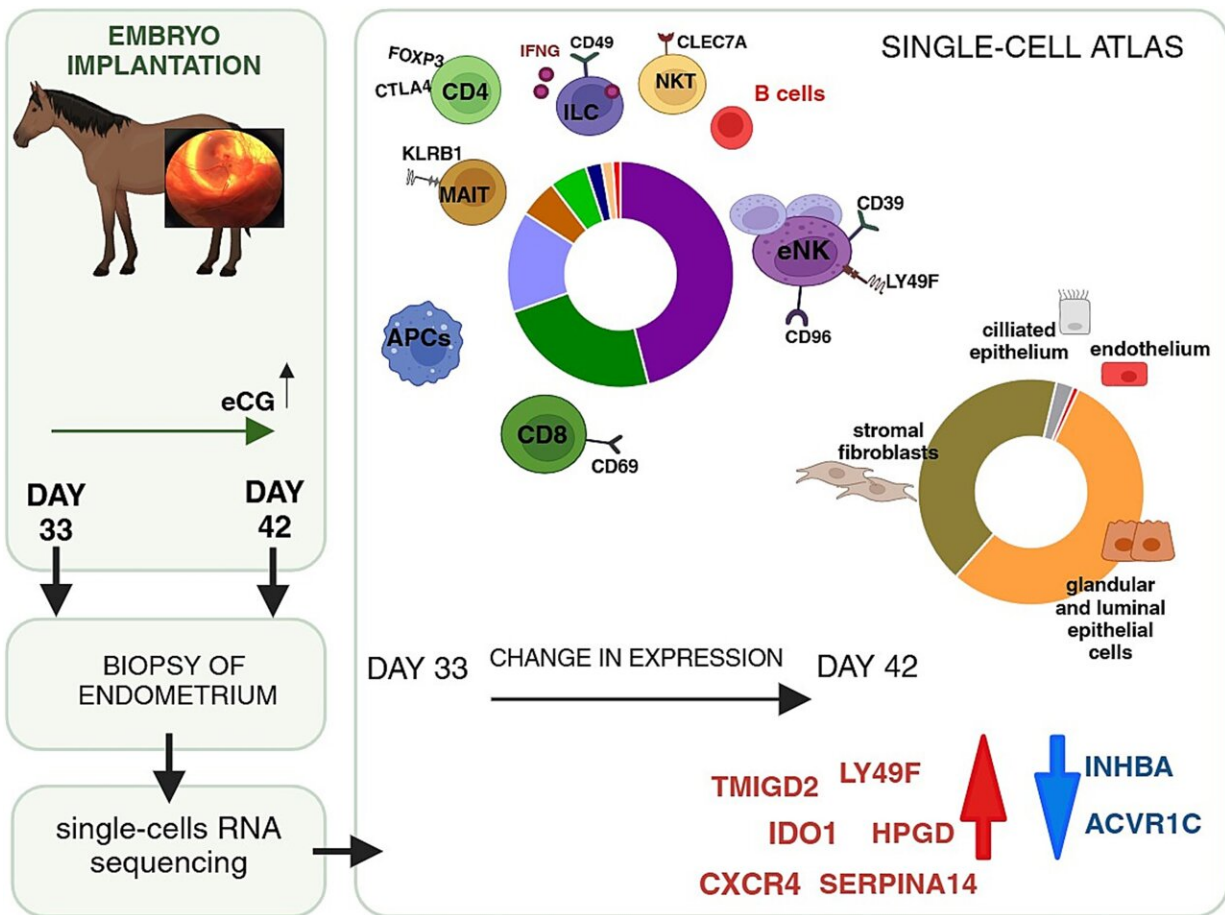 EMBRYO
IMPLANTATION
eCG
DAY
33
DAY
42
BIOPSY OF
ENDOMETRIUM
single-cells RNA
sequencing
SINGLE-CELL ATLAS
FOXP3
CTLA4
CD4
IFNG
CD49
ILC
CLEC7A
NKT
B cells
KLRB1
MAIT
CD39
eNK
LY49F
CD96
APCs
CD8
CD69
cilliated
epithelium
endothelium
stromal
fibroblasts
glandular
and luminal
epithelial
cells
DAY 33
CHANGE IN EXPRESSION
DAY 42
TMIGD2
LY49F
IDO1
HPGD
CXCR4
SERPINA14
INHBA
ACVR1C